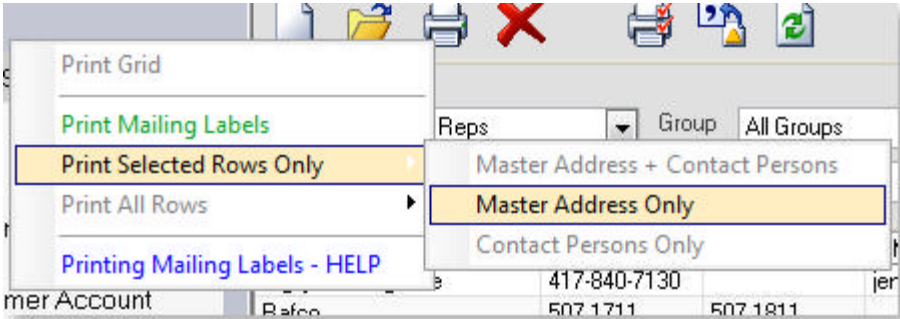 Print Grid
Print Mailing Labels
Reps Group All Groups
Print Selected Rows Only
Master Address + Contact Persons
Print All Rows
Master Address Only
Contact Persons Only
Printing Mailing Labels - HELP
417-840-7130 jer
mer Account
Bafco 507 1711 507 1811